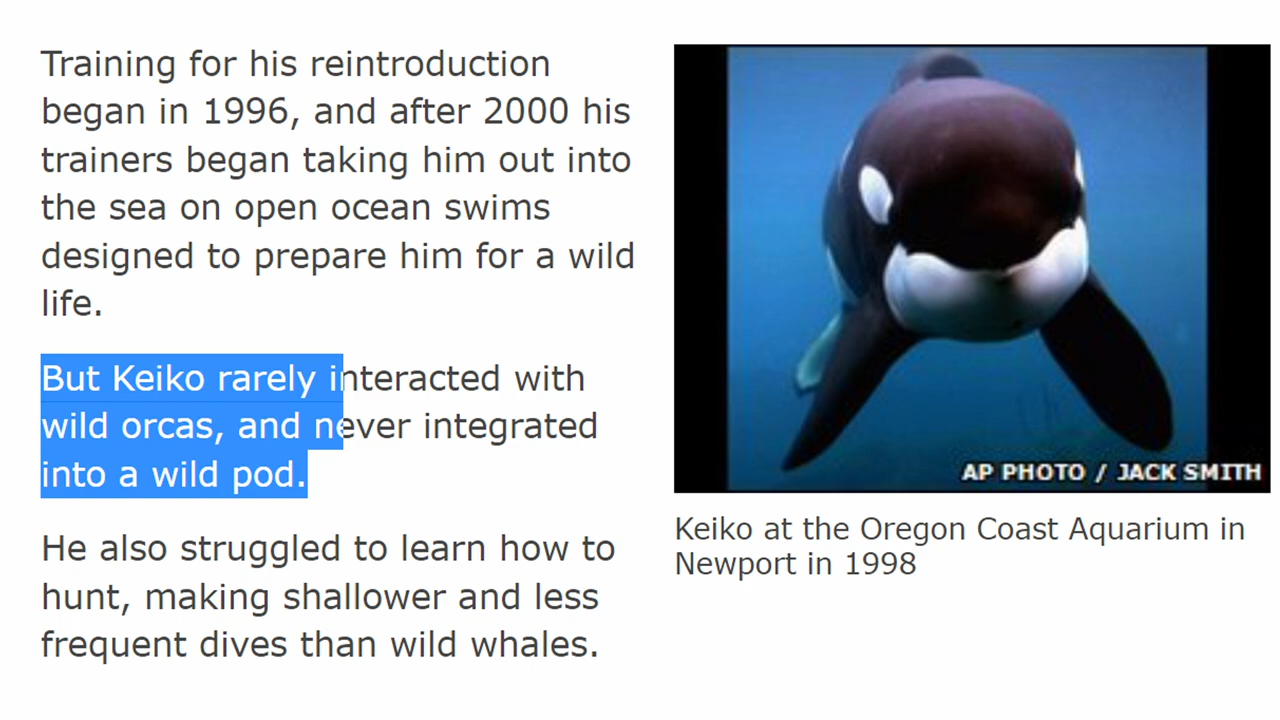 Training for his reintroduction
began in 1996, and after 2000 his
trainers began taking him out into
the sea on open ocean swims
designed to prepare him for a wild
life.
But Keiko rarely interacted with
wild orcas, and never integrated
into a wild pod.
He also struggled to learn how to
hunt, making shallower and less
frequent dives than wild whales.
AP PHOTO / JACK SMITH
Keiko at the Oregon Coast Aquarium in
Newport in 1998